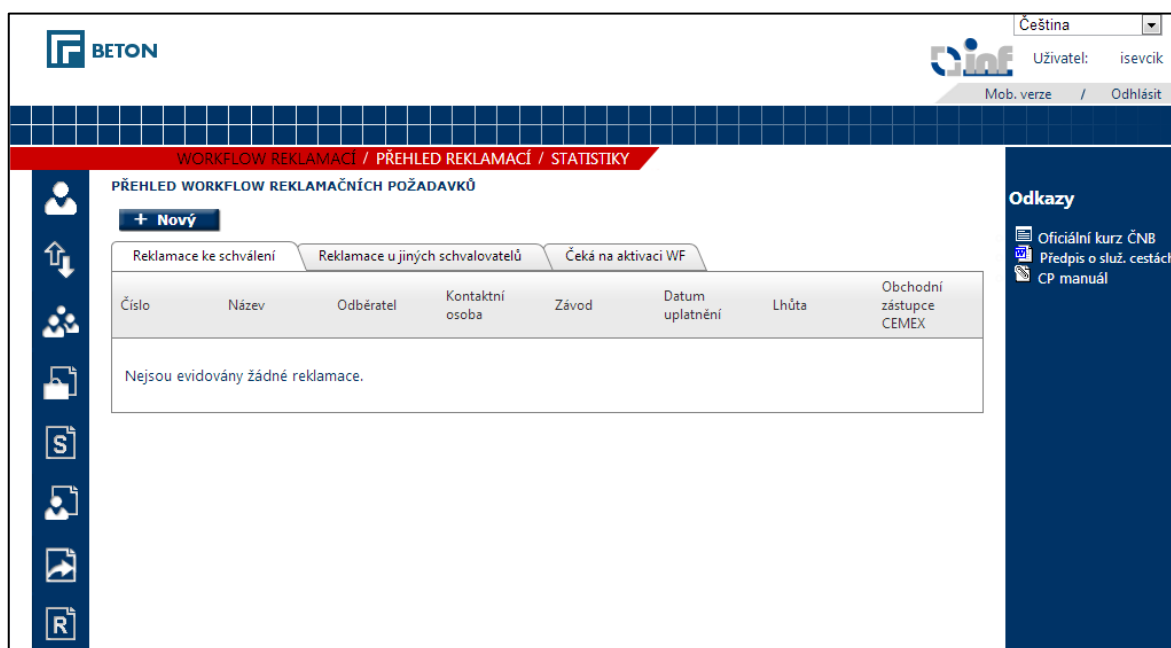 Čeština
BETON
inf
Uživatel: isevcik
Mob. verze / Odhlásit
WORKFLOW REKLAMACÍ / PŘEHLED REKLAMACÍ / STATISTIKY
PŘEHLED WORKFLOW REKLAMAČNÍCH POŽADAVKŮ
+ Nový
Reklamace ke schválení
Reklamace u jiných schvalovatelů
Čeká na aktivaci WF
Číslo
Název
Odběratel
Kontaktní
osoba
Závod
Datum
uplatnění
Lhůta
Obchodní
zástupce
CEMEX
Nejsou evidovány žádné reklamace.
Odkazy
Oficiální kurz ČNB
Předpis o služ. cestách
CP manuál
S
R